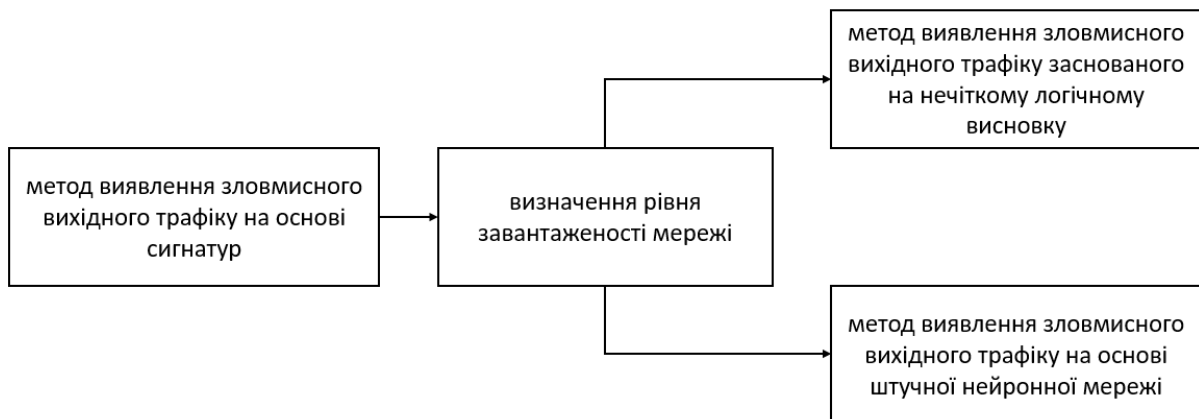 метод виявлення зловмисного
вихідного трафіку на основі
сигнатур
визначення рівня
завантаженості мережі
метод виявлення зловмисного
вихідного трафіку заснованого
на нечіткому логічному
висновку
метод виявлення зловмисного
вихідного трафіку на основі
штучної нейронної мережі